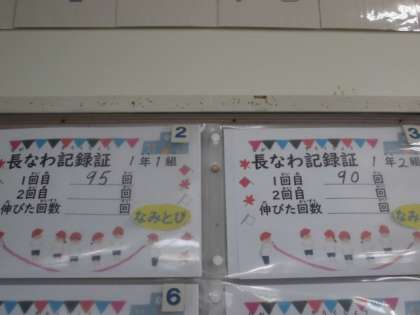 2
長なわ記録証 1年1組
1回目 95 回
2回目 回
伸びた回数 回
なみとび
3
長なわ記録証 1年2組
1回目 90 回
2回目 回
伸びた回数 回
なみ
6